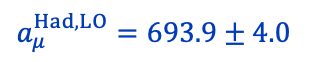 a_μ^Had,LO = 693.9 ± 4.0